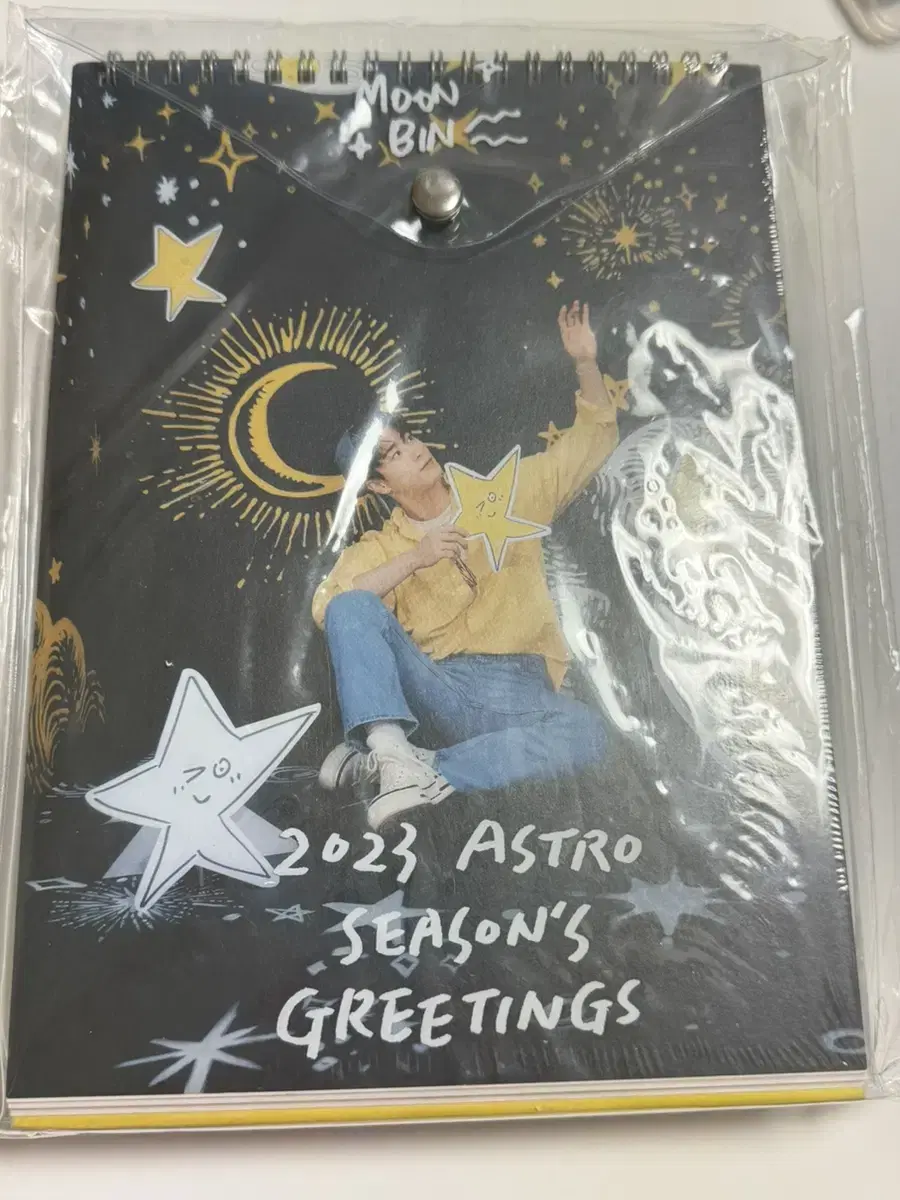 MOON
+ BIN
2023 ASTRO
SEASON'S
GREETINGS